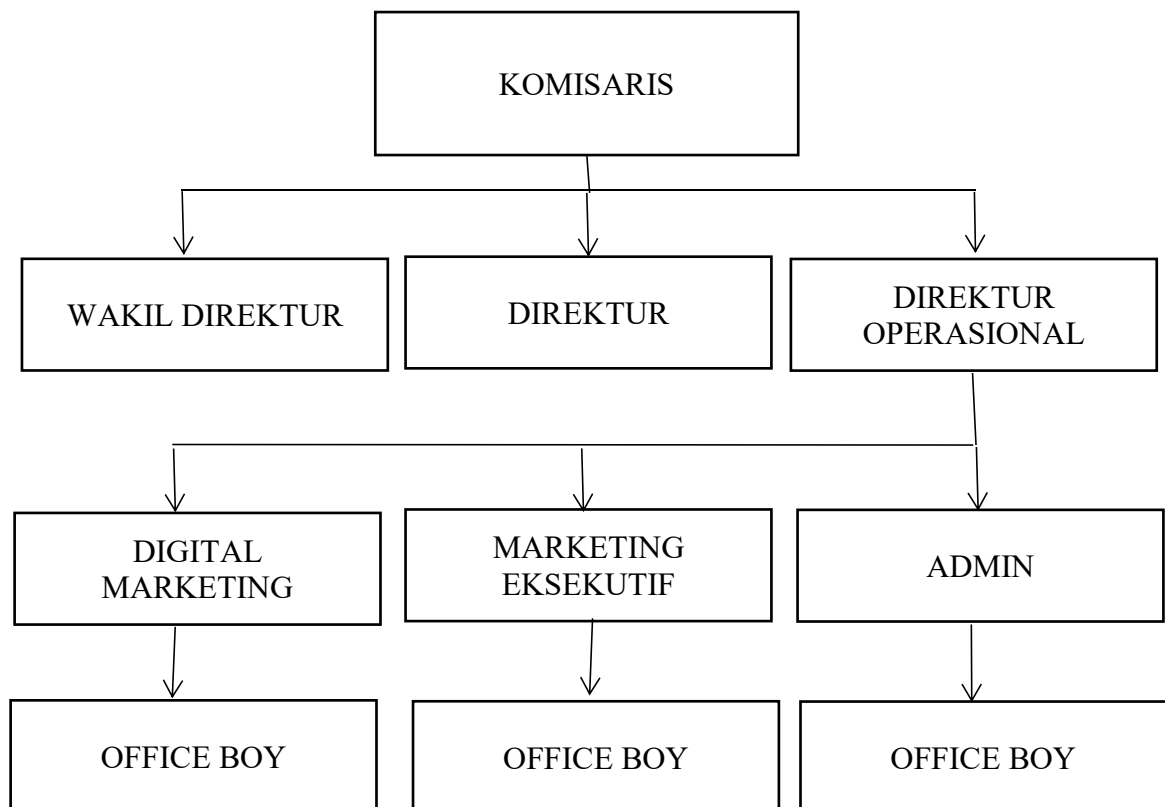 KOMISARIS
WAKIL DIREKTUR
DIREKTUR
DIREKTUR
OPERASIONAL
DIGITAL
MARKETING
MARKETING
EKSEKUTIF
ADMIN
OFFICE BOY
OFFICE BOY
OFFICE BOY